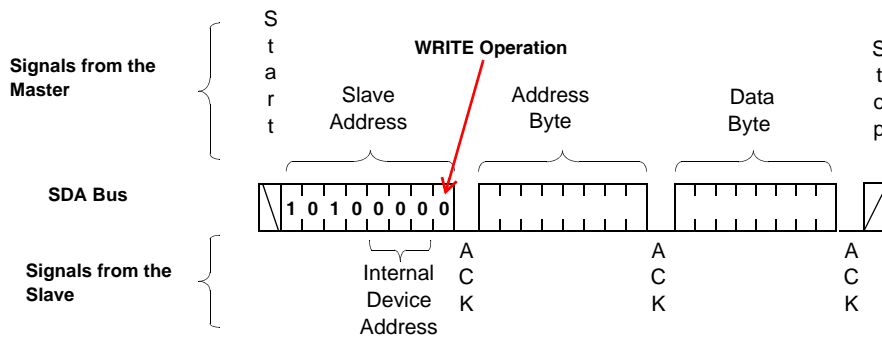 Signals from the
Master
S
t
a
r
t
WRITE Operation
Slave
Address
Address
Byte
Data
Byte
S
t
o
p
SDA Bus
1 0 1 0 0 0 0 0
Signals from the
Slave
Internal
Device
Address
A
C
K
A
C
K
A
C
K